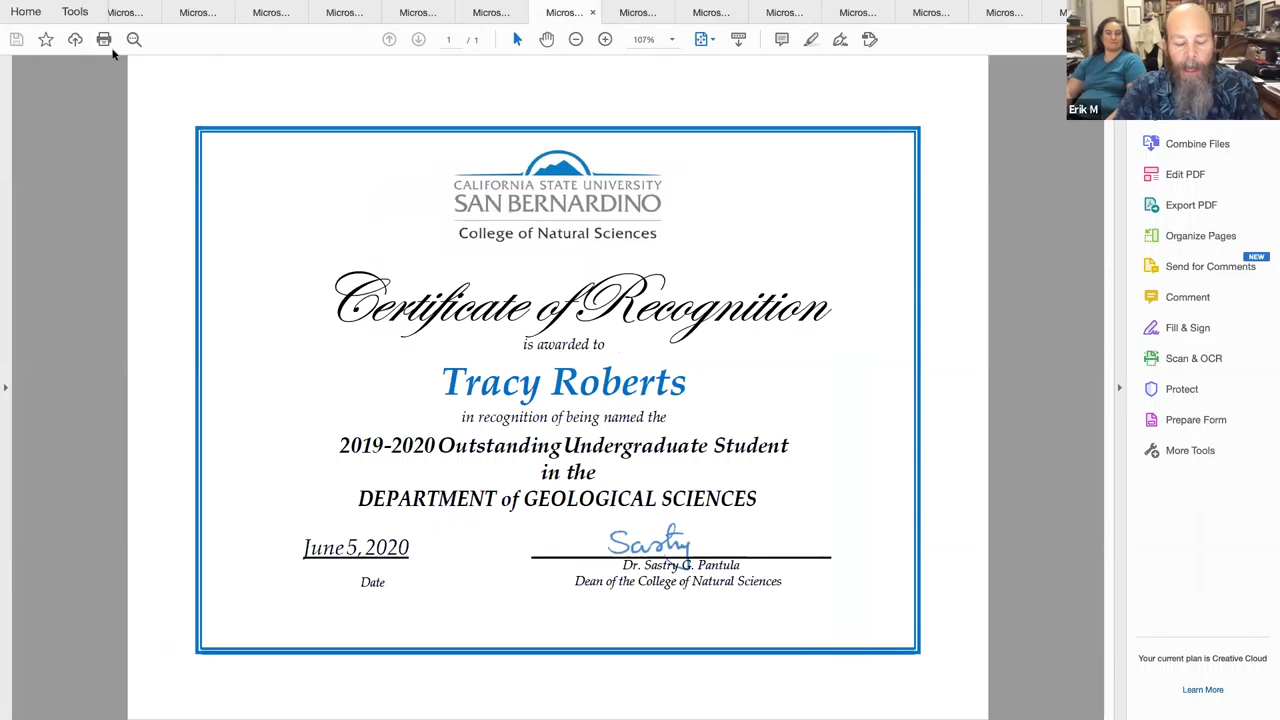 Home
Tools
Micros...
Micros...
Micros...
Micros...
Micros...
Micros...
Micros...
×
Micros...
Micros...
Micros...
Micros...
Micros...
Micros...
M
1 / 1
107%
Erik M
CALIFORNIA STATE UNIVERSITY
SAN BERNARDINO
College of Natural Sciences
Certificate of Recognition
is awarded to
Tracy Roberts
in recognition of being named the
2019-2020 Outstanding Undergraduate Student
in the
DEPARTMENT of GEOLOGICAL SCIENCES
June 5, 2020
Sastry
Dr. Sastry G. Pantula
Date
Dean of the College of Natural Sciences
Combine Files
Edit PDF
Export PDF
Organize Pages
NEW
Send for Comments
Comment
Fill & Sign
Scan & OCR
Protect
Prepare Form
More Tools
Your current plan is Creative Cloud
Learn More